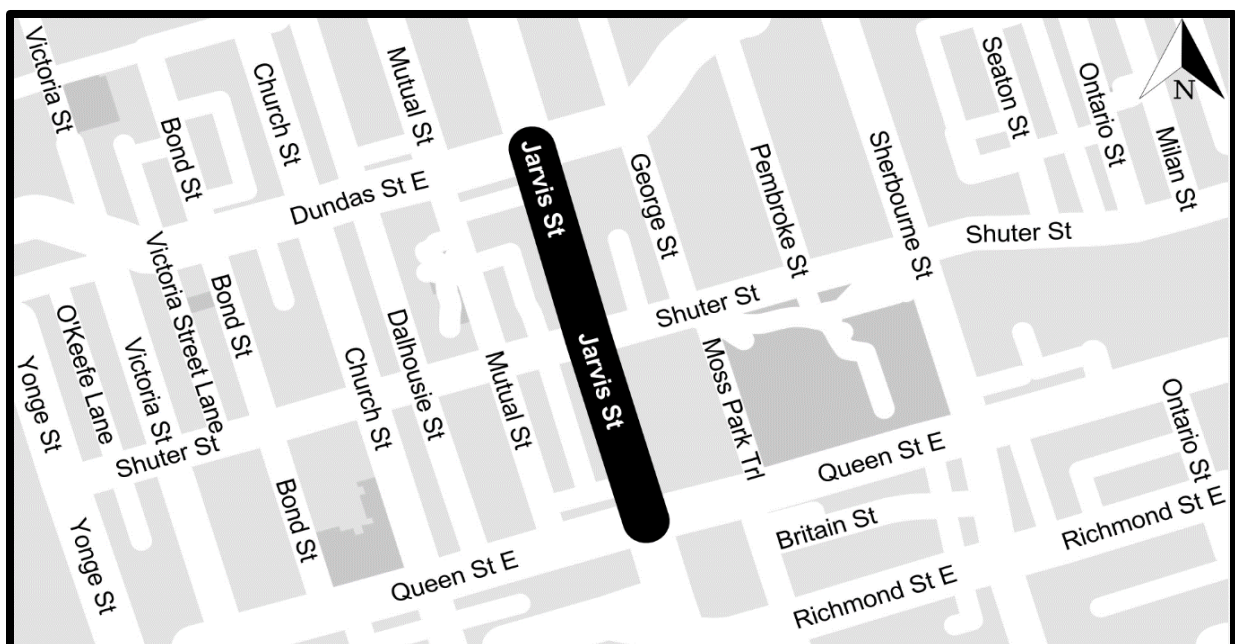 Victoria St
Bond St
Church St
Mutual St
Dundas St E
Jarvis St
George St
Pembroke St
Sherbourne St
Seaton St
Ontario St
Milan St
N
Shuter St
Yonge St
O'Keefe Lane
Victoria St
Victoria Street Lane
Bond St
Shuter St
Church St
Dalhousie St
Mutual St
Jarvis St
Shuter St
Moss Park Trl
Queen St E
Ontario St
Yonge St
Bond St
Queen St E
Britain St
Richmond St E
Richmond St E